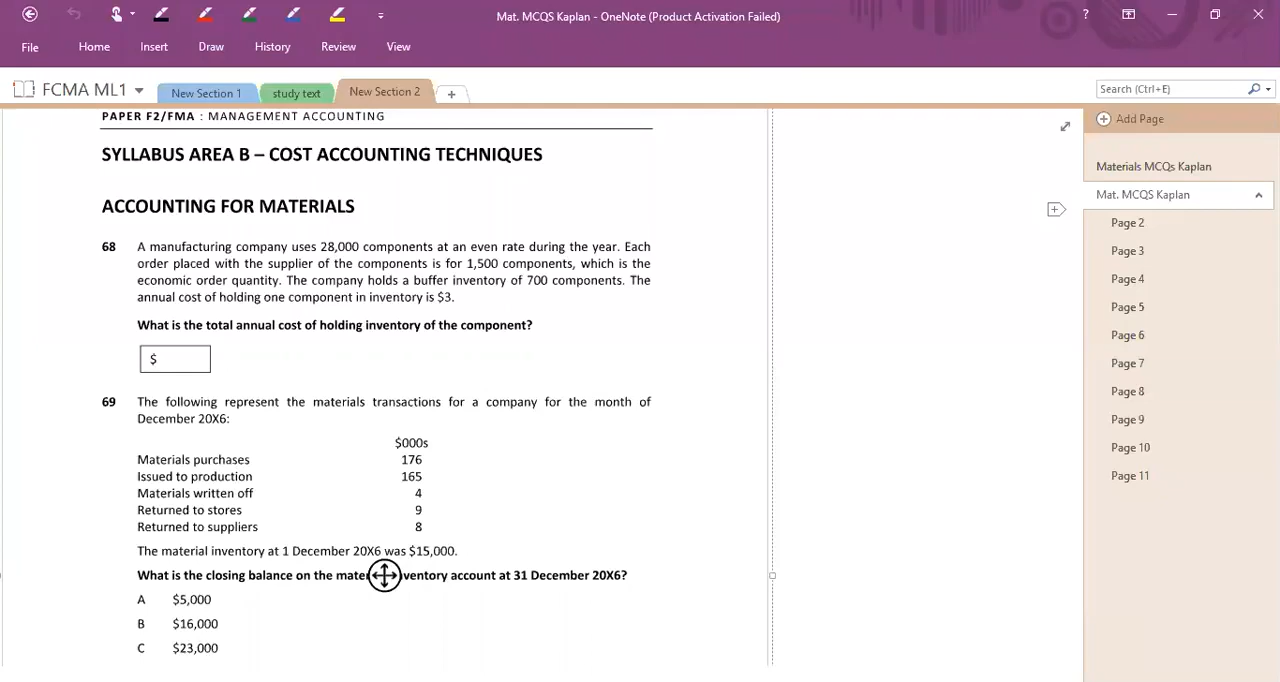 Mat. MCQS Kaplan - OneNote (Product Activation Failed)
?
File Home Insert Draw History Review View
FCMA ML1 New Section 1 study text New Section 2 +
Search (Ctrl+E)
PAPER F2/FMA : MANAGEMENT ACCOUNTING
SYLLABUS AREA B – COST ACCOUNTING TECHNIQUES
ACCOUNTING FOR MATERIALS
68 A manufacturing company uses 28,000 components at an even rate during the year. Each
order placed with the supplier of the components is for 1,500 components, which is the
economic order quantity. The company holds a buffer inventory of 700 components. The
annual cost of holding one component in inventory is $3.
What is the total annual cost of holding inventory of the component?
$
69 The following represent the materials transactions for a company for the month of
December 20X6:
$000s
Materials purchases 176
Issued to production 165
Materials written off 4
Returned to stores 9
Returned to suppliers 8
The material inventory at 1 December 20X6 was $15,000.
What is the closing balance on the material inventory account at 31 December 20X6?
A $5,000
B $16,000
C $23,000
Add Page
Materials MCQs Kaplan
Mat. MCQS Kaplan
Page 2
Page 3
Page 4
Page 5
Page 6
Page 7
Page 8
Page 9
Page 10
Page 11